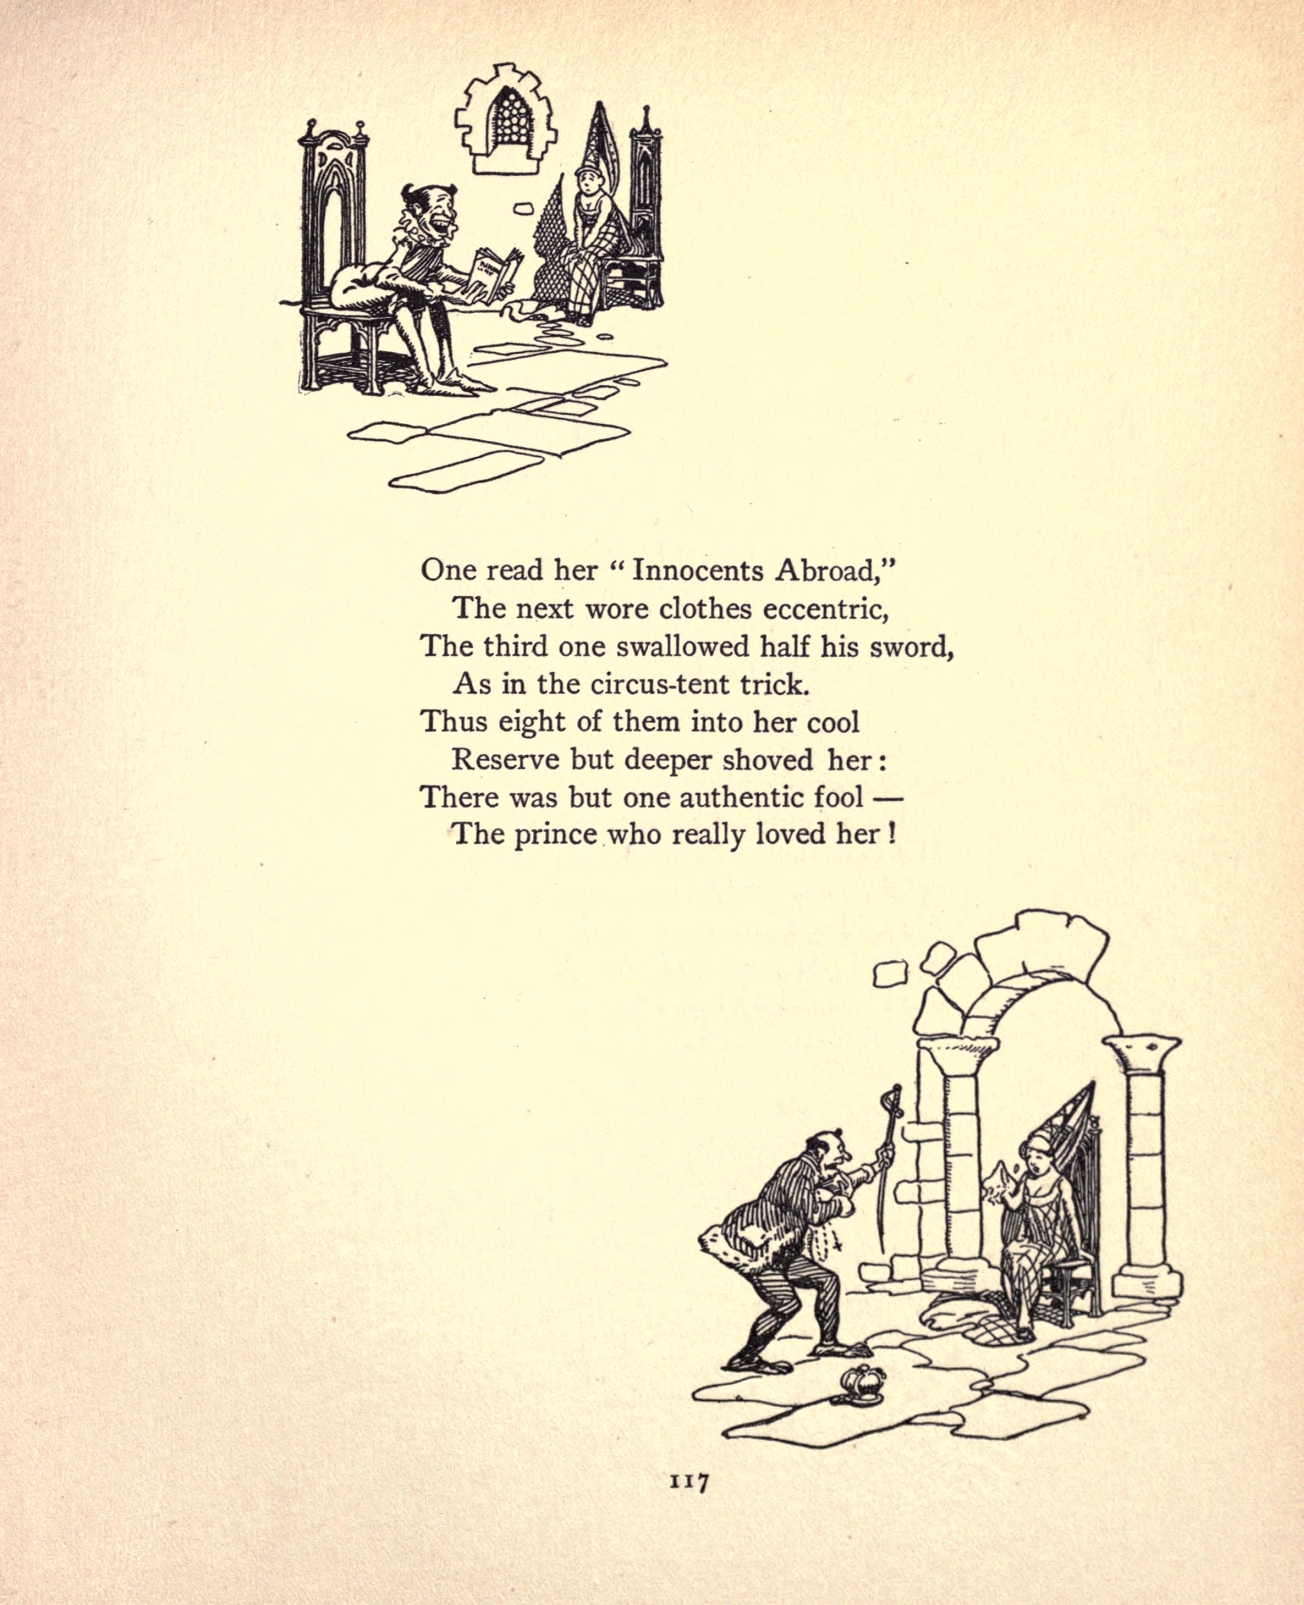 One read her “Innocents Abroad,”
The next wore clothes eccentric,
The third one swallowed half his sword,
As in the circus-tent trick.
Thus eight of them into her cool
Reserve but deeper shoved her:
There was but one authentic fool —
The prince who really loved her!
117